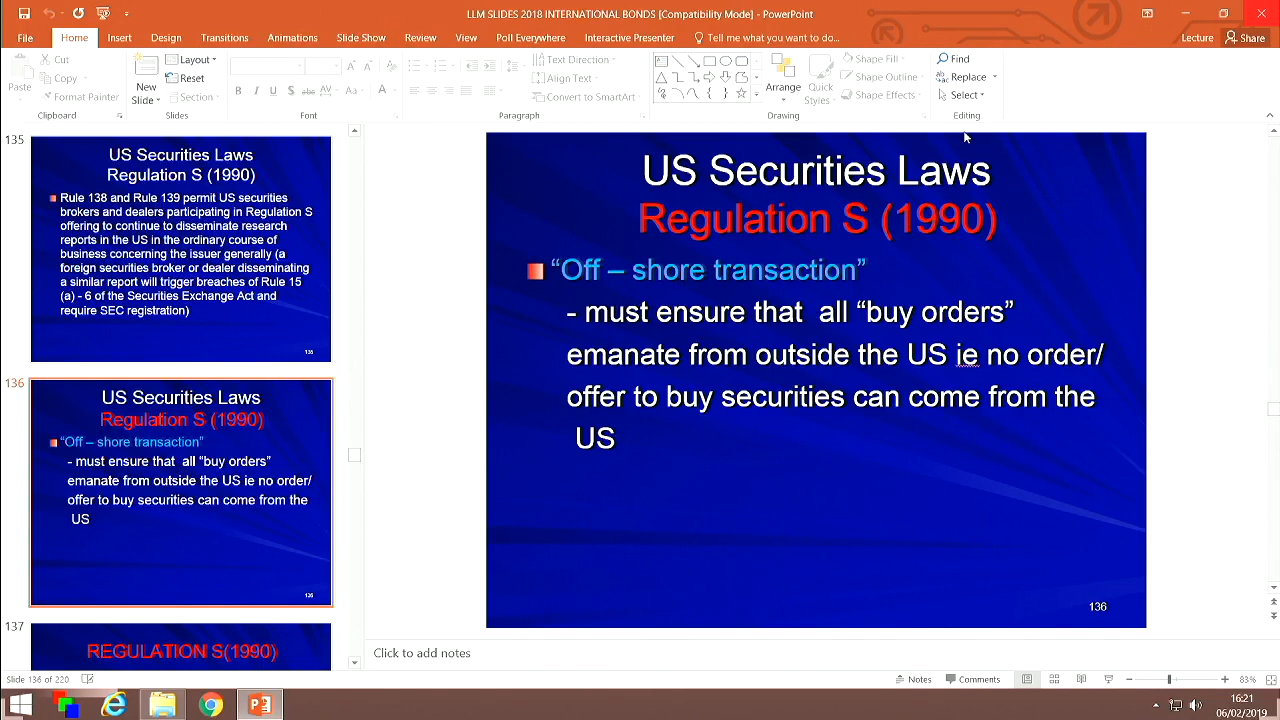 LLM SLIDES 2018 INTERNATIONAL BONDS [Compatibility Mode] - PowerPoint
File Home Insert Design Transitions Animations Slide Show Review View Poll Everywhere Interactive Presenter Tell me what you want to do... Lecture Share
Paste
Cut
Copy
Format Painter
Clipboard
New
Slide
Layout
Reset
Section
Slides
B I U S abc AV Aa A
Font
Text Direction
Align Text
Convert to SmartArt
Paragraph
Arrange
Quick
Styles
Shape Fill
Shape Outline
Shape Effects
Drawing
Find
Replace
Select
Editing
135
US Securities Laws
Regulation S (1990)
Rule 138 and Rule 139 permit US securities
brokers and dealers participating in Regulation S
offering to continue to disseminate research
reports in the US in the ordinary course of
business concerning the issuer generally (a
foreign securities broker or dealer disseminating
a similar report will trigger breaches of Rule 15
(a) - 6 of the Securities Exchange Act and
require SEC registration)
135
136
US Securities Laws
Regulation S (1990)
“Off – shore transaction”
- must ensure that all “buy orders”
emanate from outside the US ie no order/
offer to buy securities can come from the
US
136
137
REGULATION S(1990)
US Securities Laws
Regulation S (1990)
“Off – shore transaction”
- must ensure that all “buy orders”
emanate from outside the US ie no order/
offer to buy securities can come from the
US
136
Click to add notes
Slide 136 of 220
Notes
Comments
83%
16:21
06/02/2019